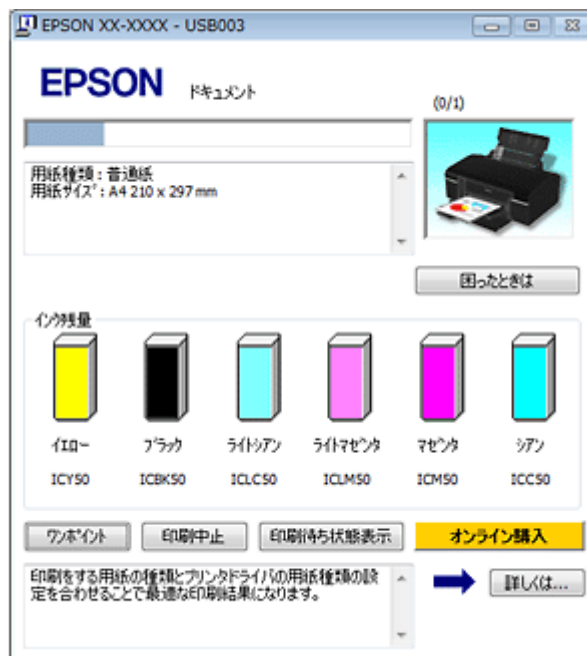 EPSON XX-XXXX - USB003
EPSON ドキュメント
(0/1)
用紙種類 : 普通紙
用紙サイズ : A4 210 x 297 mm
困ったときは
インク残量
イエロー ブラック ライトシアン ライトマゼンタ マゼンタ シアン
ICY50 ICBK50 ICLC50 ICLM50 ICM50 ICC50
ワンポイント 印刷中止 印刷待ち状態表示 オンライン購入
印刷をする用紙の種類とプリンタドライバの用紙種類の設
定を合わせることで最適な印刷結果になります。
詳しくは...